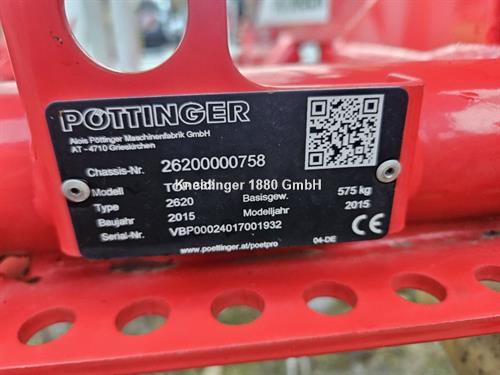 PÖTTINGER
Alois Pöttinger Maschinenfabrik GmbH
AT - 4710 Grieskirchen
Chassis-Nr. 26200000758
Modell 575 kg
Kneidinger 1880 GmbH
Type 2620 Basisgew.
Baujahr 2015 Modelljahr 2015
Serial-Nr. VBP00024017001932 CE
www.poettinger.at/poetpro 04-DE